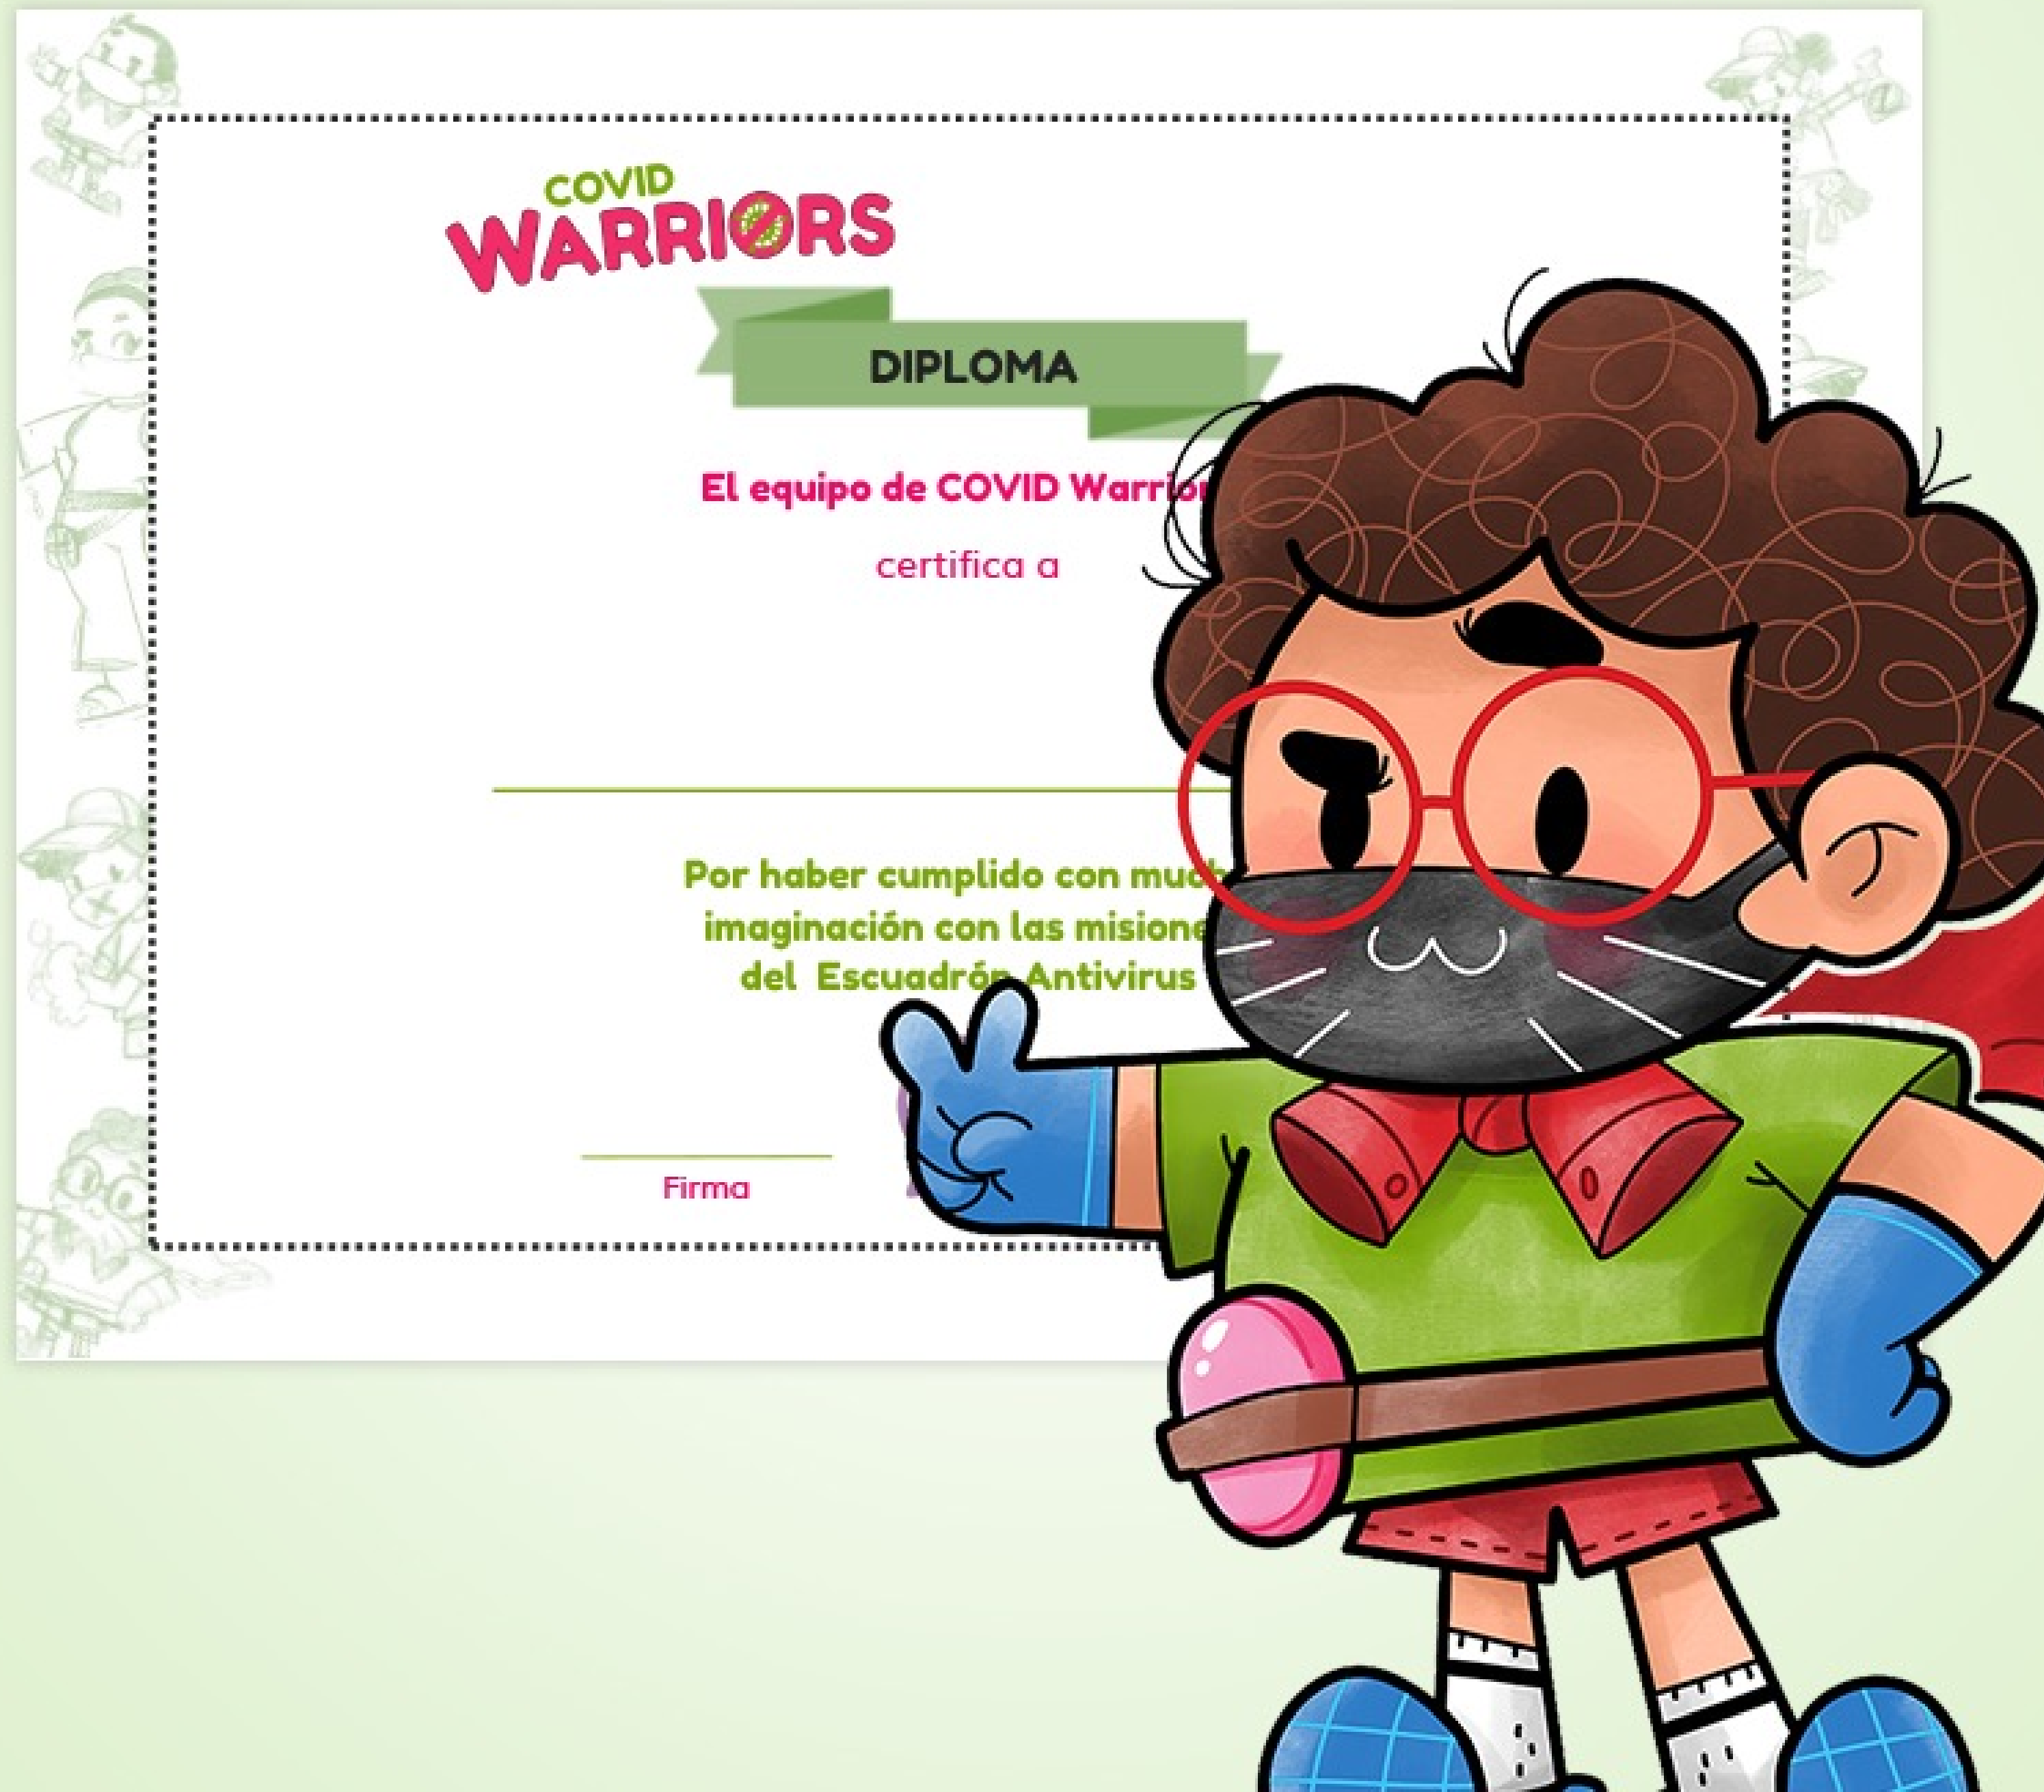 COVID
WARRIORS
DIPLOMA
El equipo de COVID
certifica a
Por haber cumplido con
imaginación con las
del Escuadrón Antivirus
Firma